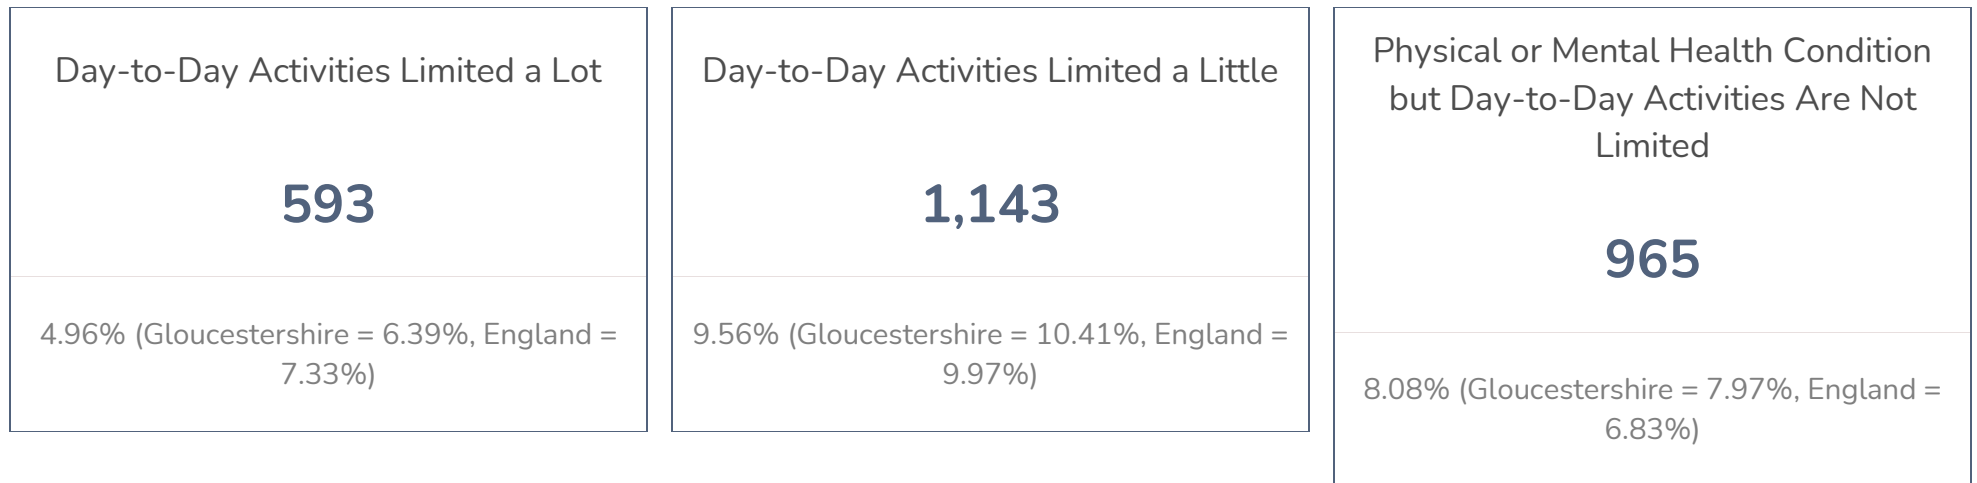 Day-to-Day Activities Limited a Lot
593
4.96% (Gloucestershire = 6.39%, England =
7.33%)
Day-to-Day Activities Limited a Little
1,143
9.56% (Gloucestershire = 10.41%, England =
9.97%)
Physical or Mental Health Condition
but Day-to-Day Activities Are Not
Limited
965
8.08% (Gloucestershire = 7.97%, England =
6.83%)